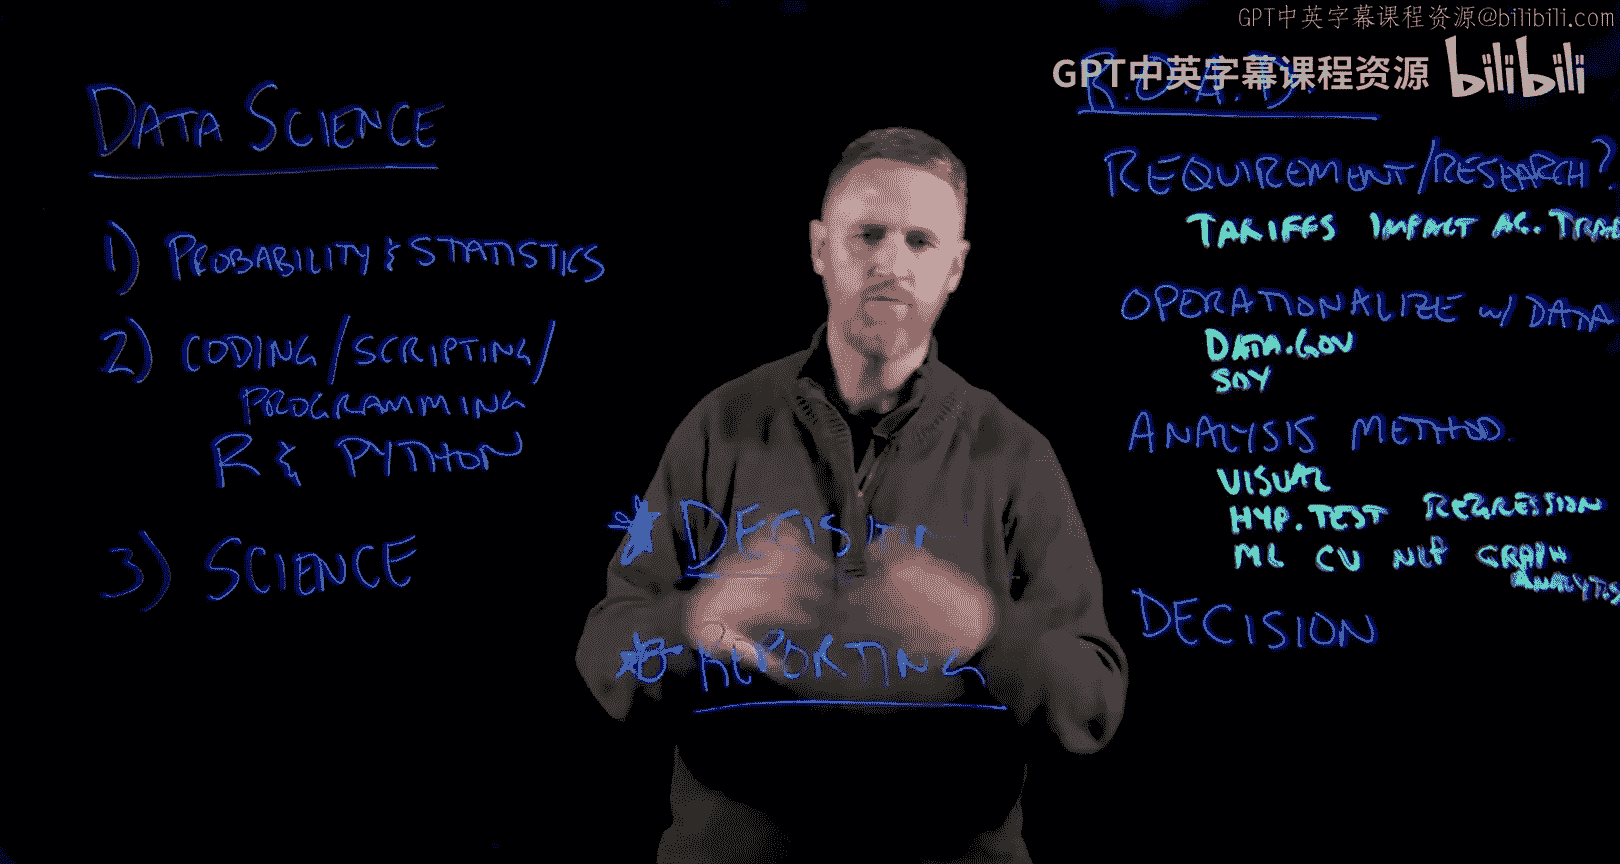 GPT中英字幕课程资源@bilibili.com
GPT中英字幕课程资源 bilibili
DATA SCIENCE
1) PROBABILITY & STATISTICS
2) CODING/SCRIPTING/
PROGRAMMING
R & PYTHON
3) SCIENCE
DECISION
REPORTING
R.O.A.D.
REQUIREMENT/RESEARCH?
TARIFFS IMPACT AG. TRAD
OPERATIONALIZE w/ DATA
DATA.GOV
SOY
ANALYSIS METHOD.
VISUAL
HYP. TEST REGRESSION
ML CV NLP GRAPH
ANALYTICS
DECISION